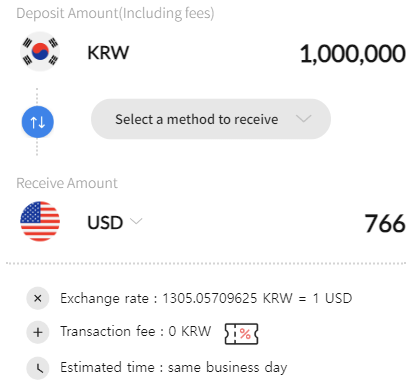 Deposit Amount(Including fees)
KRW 1,000,000
Select a method to receive
Receive Amount
USD 766
Exchange rate : 1305.05709625 KRW = 1 USD
Transaction fee : 0 KRW %
Estimated time : same business day